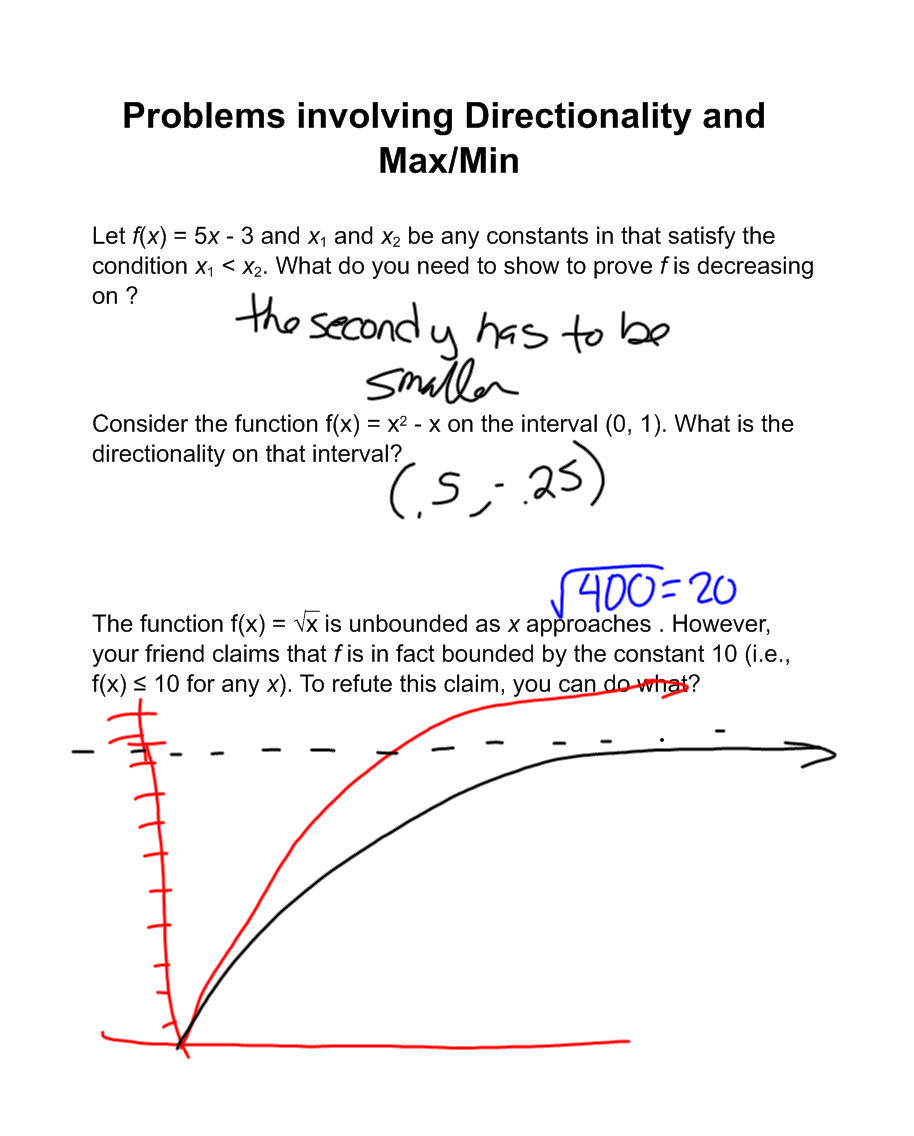 Problems involving Directionality and
Max/Min
Let f(x) = 5x - 3 and x₁ and x₂ be any constants in that satisfy the
condition x₁ < x₂. What do you need to show to prove f is decreasing
on ?
the second y has to be
smaller
Consider the function f(x) = x² - x on the interval (0, 1). What is the
directionality on that interval?
(.5, -.25)
√400 = 20
The function f(x) = √x is unbounded as x approaches . However,
your friend claims that f is in fact bounded by the constant 10 (i.e.,
f(x) ≤ 10 for any x). To refute this claim, you can do what?